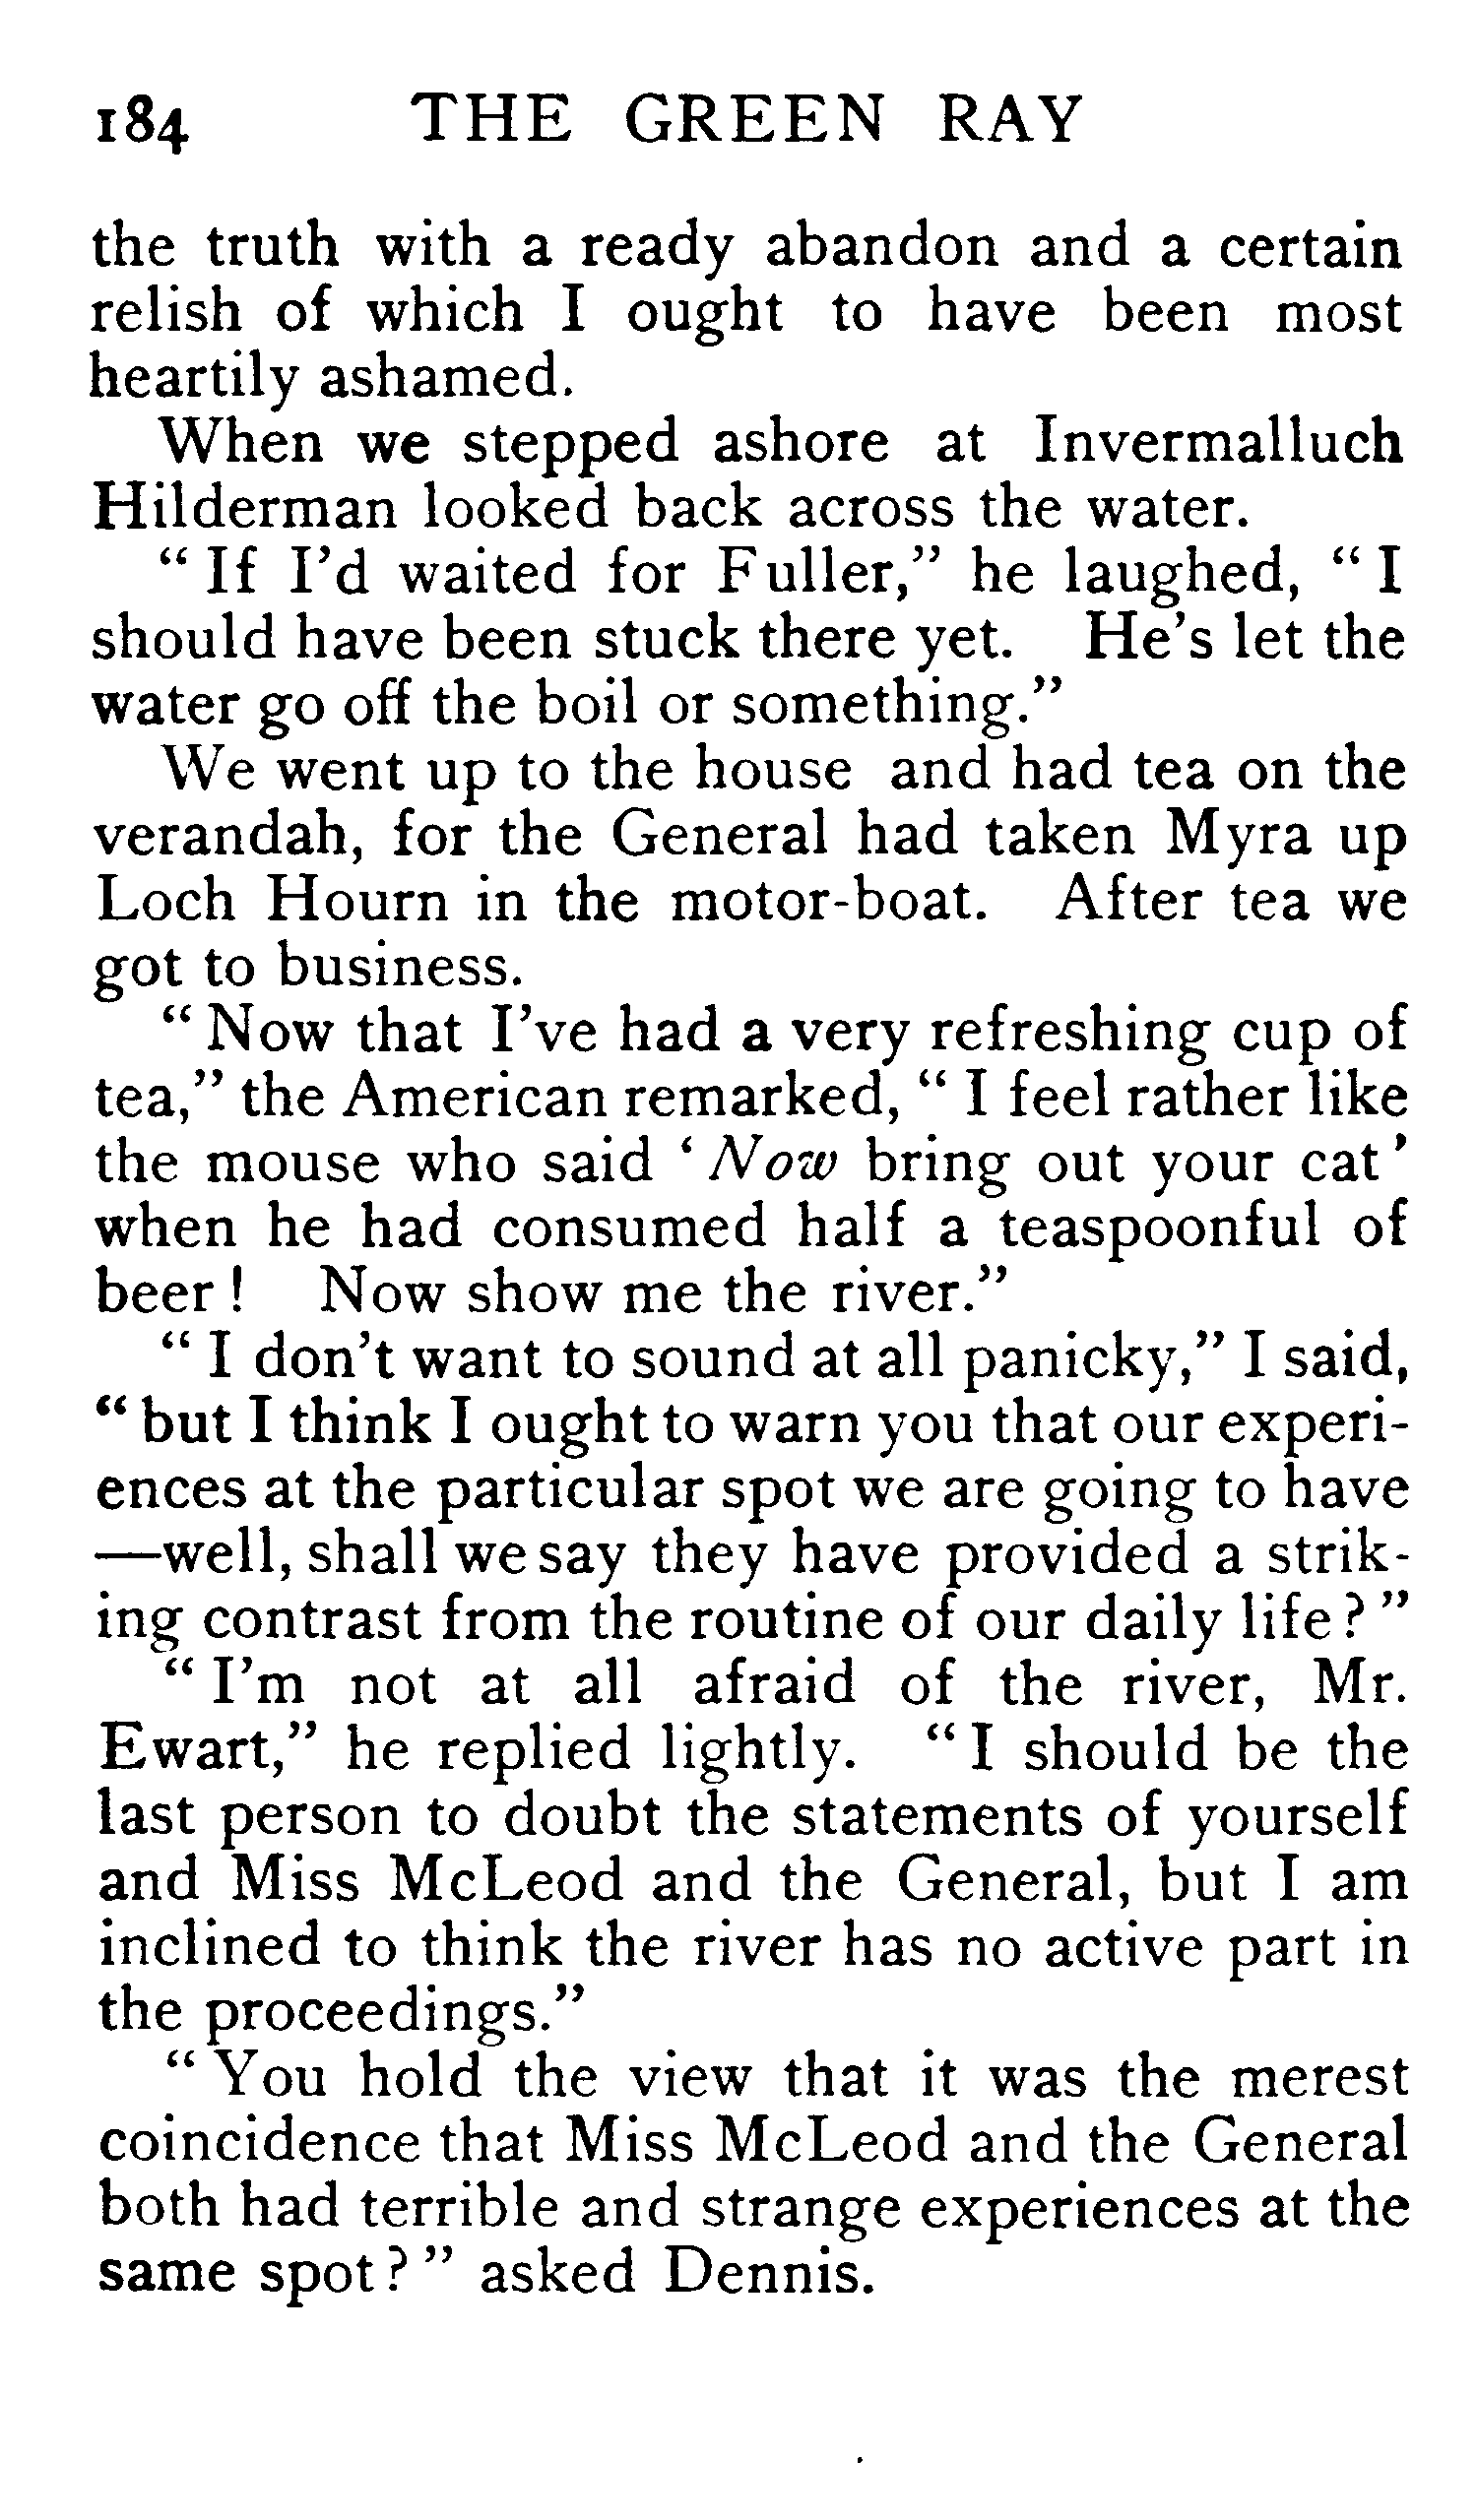 184 THE GREEN RAY
the truth with a ready abandon and a certain
relish of which I ought to have been most
heartily ashamed.
When we stepped ashore at Invermalluch
Hilderman looked back across the water.
“ If I’d waited for Fuller,” he laughed, “ I
should have been stuck there yet. He’s let the
water go off the boil or something.”
We went up to the house and had tea on the
verandah, for the General had taken Myra up
Loch Hourn in the motor-boat. After tea we
got to business.
“ Now that I’ve had a very refreshing cup of
tea,” the American remarked, “ I feel rather like
the mouse who said ‘ Now bring out your cat ’
when he had consumed half a teaspoonful of
beer ! Now show me the river.”
“ I don’t want to sound at all panicky,” I said,
“ but I think I ought to warn you that our experi-
ences at the particular spot we are going to have
—well, shall we say they have provided a strik-
ing contrast from the routine of our daily life ? ”
“ I’m not at all afraid of the river, Mr.
Ewart,” he replied lightly. “ I should be the
last person to doubt the statements of yourself
and Miss McLeod and the General, but I am
inclined to think the river has no active part in
the proceedings.”
“ You hold the view that it was the merest
coincidence that Miss McLeod and the General
both had terrible and strange experiences at the
same spot ? ” asked Dennis.